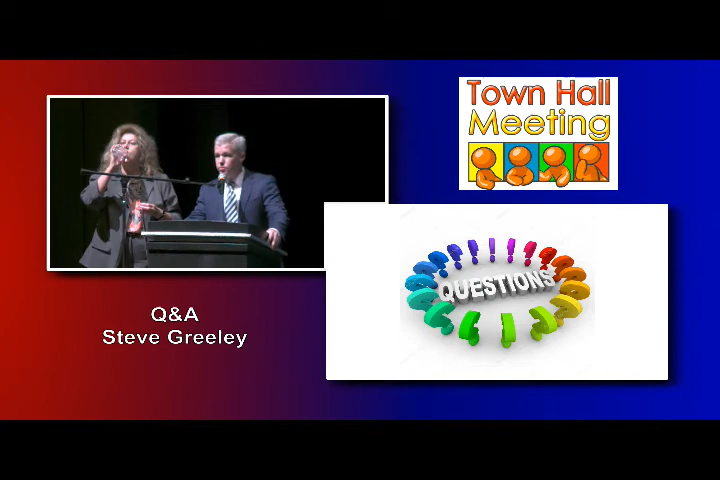 Town Hall
Meeting
QUESTIONS
Q&A
Steve Greeley